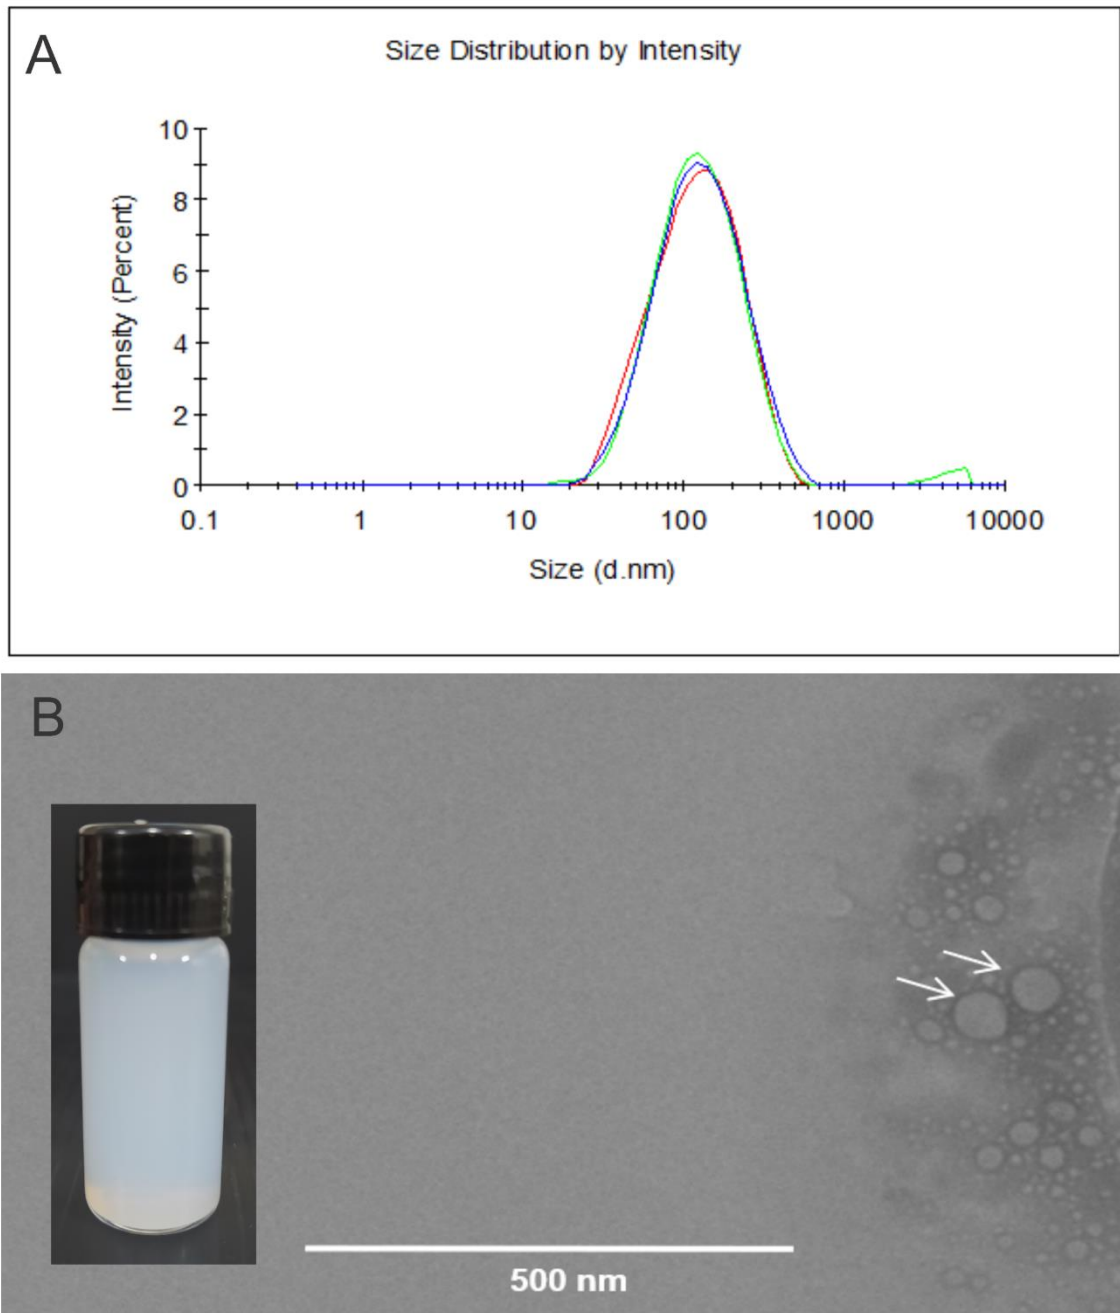 A
Size Distribution by Intensity
10
8
6
4
2
0
Intensity (Percent)
0.1 1 10 100 1000 10000
Size (d.nm)
B
500 nm